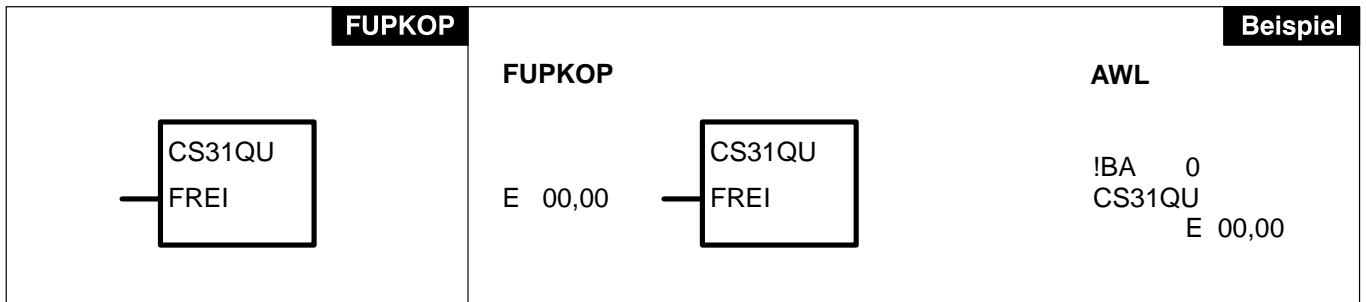 FUPKOP
CS31QU
FREI
Beispiel
FUPKOP
AWL
CS31QU
E 00,00 FREI
!BA 0
CS31QU
E 00,00